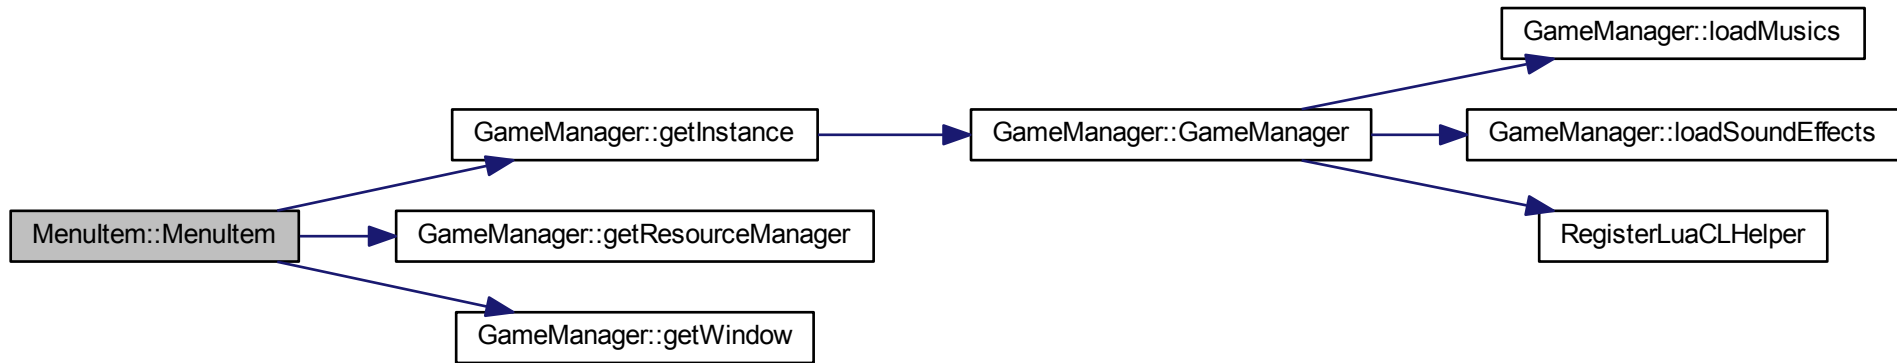 GameManager::loadMusics
GameManager::getInstance
GameManager::GameManager
GameManager::loadSoundEffects
MenuItem::MenuItem
GameManager::getResourceManager
RegisterLuaCLHelper
GameManager::getWindow